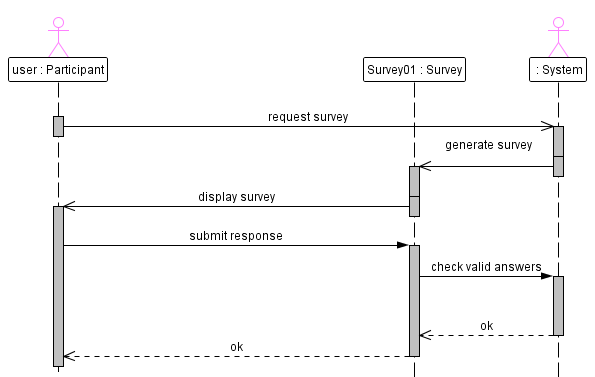 user : Participant
Survey01 : Survey
: System
request survey
generate survey
display survey
submit response
check valid answers
ok
ok